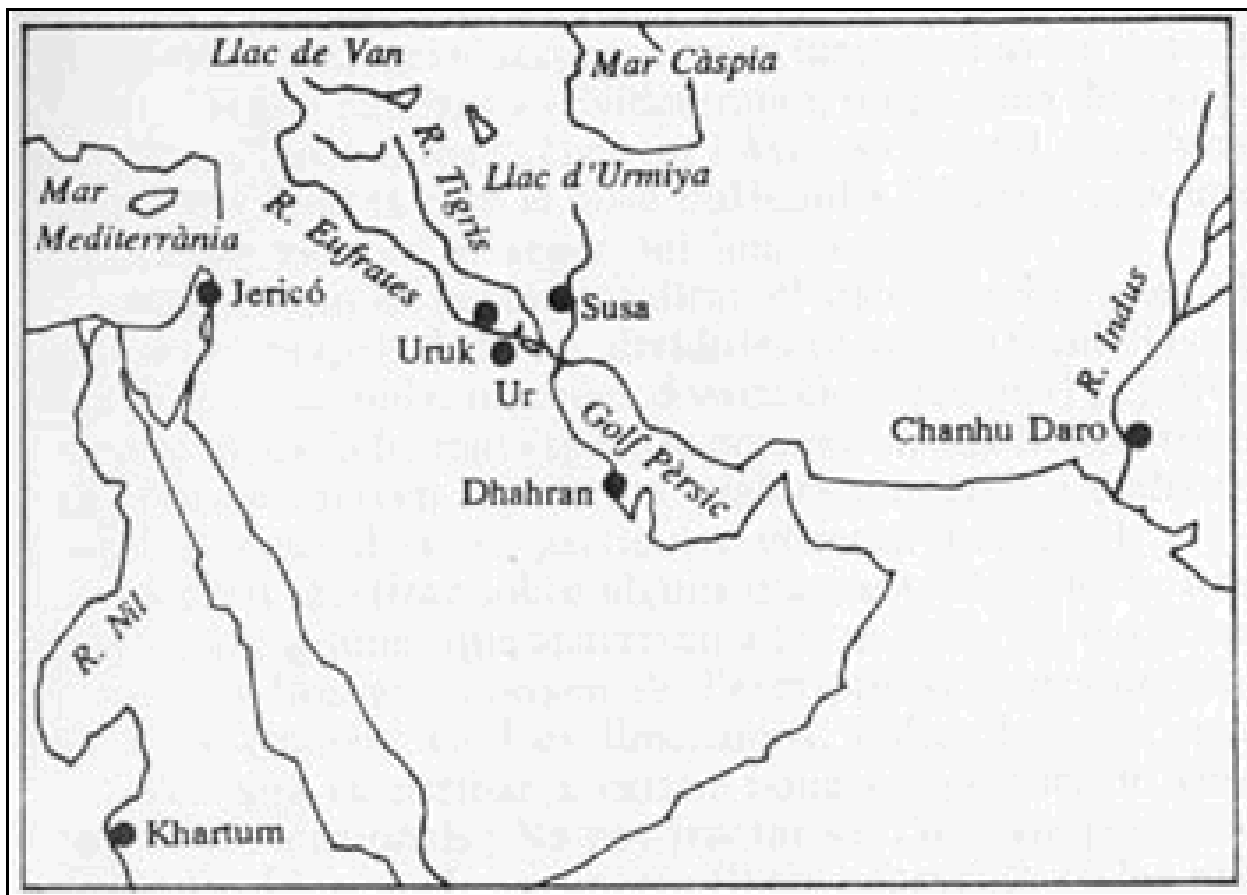 Llac de Van
Mar Càspia
R. Tigris
Llac d'Urmiya
Mar
Mediterrània
R. Eufrates
Jericó
Susa
R. Indus
Uruk
Ur
Golf Pèrsic
Chanhu Daro
Dhahran
R. Nil
Khartum